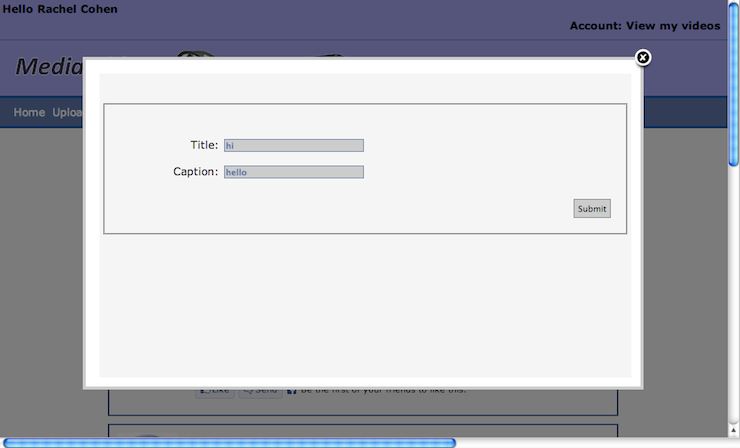 Hello Rachel Cohen
Account: View my videos
Media
Home Uploa
Title: hi
Caption: hello
Submit
Like Send Be the first of your friends to like this.